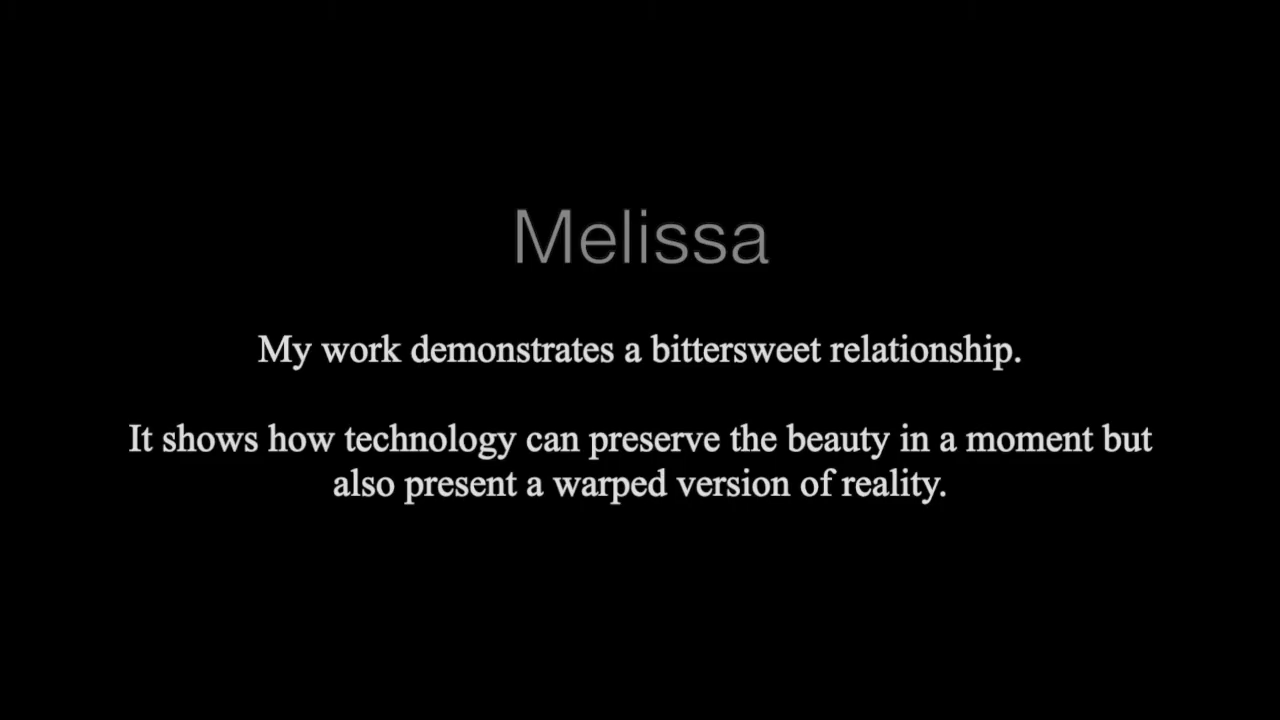 Melissa
My work demonstrates a bittersweet relationship.
It shows how technology can preserve the beauty in a moment but
also present a warped version of reality.